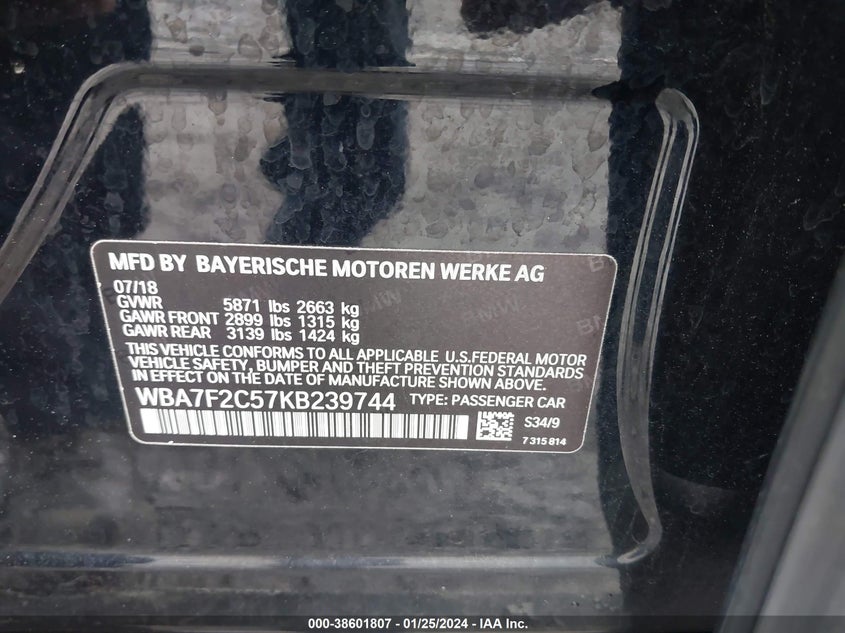 MFD BY BAYERISCHE MOTOREN WERKE AG
07/18
GVWR 5871 lbs 2663 kg
GAWR FRONT 2899 lbs 1315 kg
GAWR REAR 3139 lbs 1424 kg
THIS VEHICLE CONFORMS TO ALL APPLICABLE U.S.FEDERAL MOTOR
VEHICLE SAFETY, BUMPER AND THEFT PREVENTION STANDARDS
IN EFFECT ON THE DATE OF MANUFACTURE SHOWN ABOVE.
WBA7F2C57KB239744 TYPE: PASSENGER CAR
S34/9
7 315 814
000-38601807 - 01/25/2024 - IAA Inc.